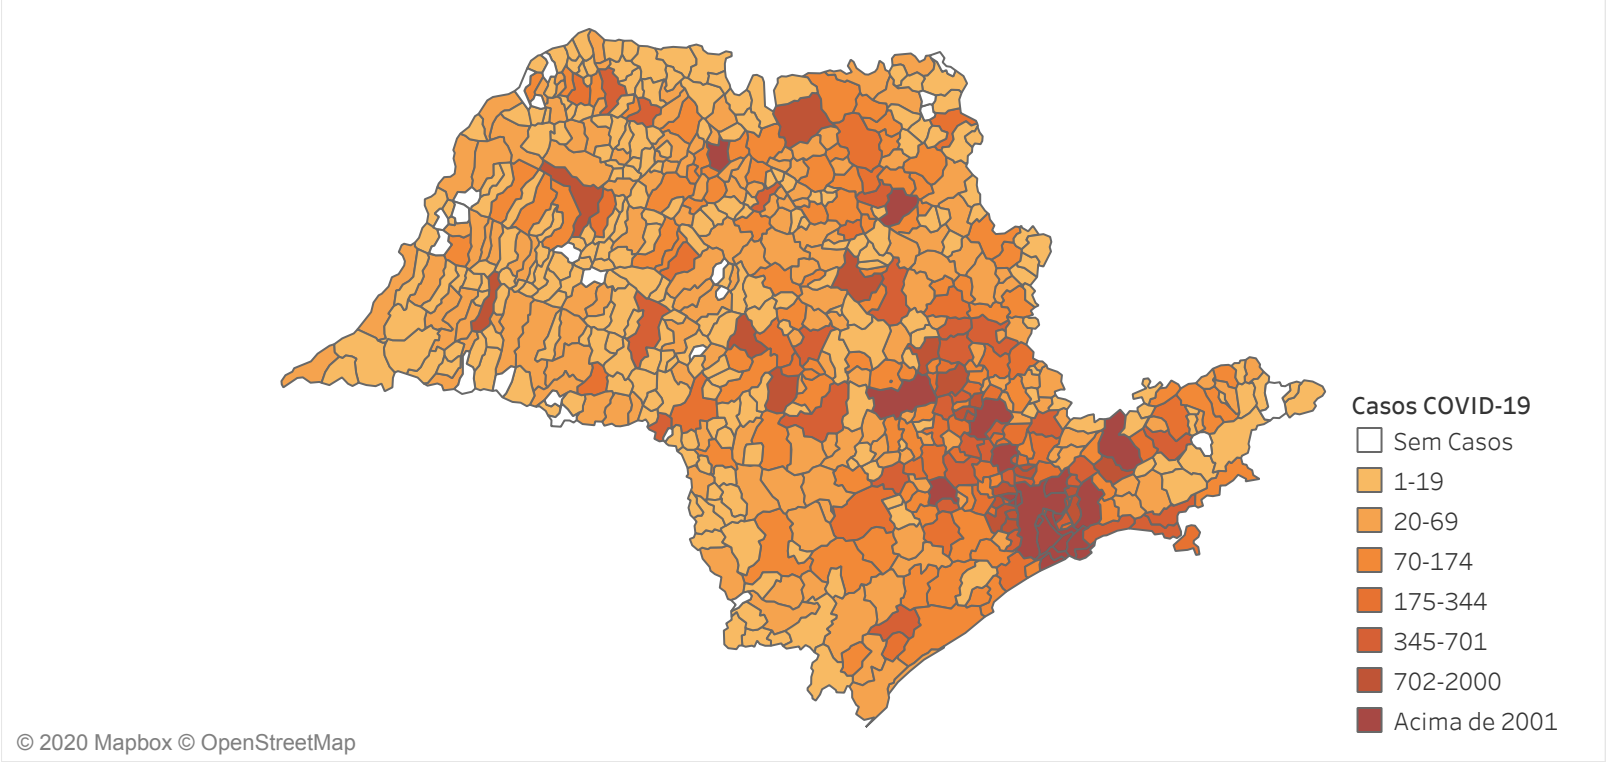 Casos COVID-19
Sem Casos
1-19
20-69
70-174
175-344
345-701
702-2000
Acima de 2001
© 2020 Mapbox © OpenStreetMap